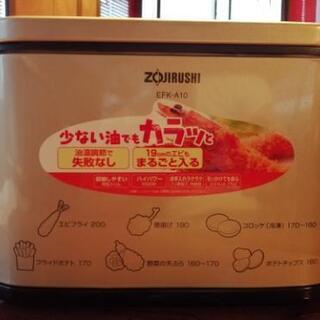 ZOJIRUSHI
EFK-A10
少ない油でもカラッと
油温調節で
失敗なし
19cmのエビも
まるごと入る
ハイパワー
エビフライ 200
唐揚げ 180
コロッケ(冷凍) 170~180
フライドポテト 170
野菜の天ぷら 160~170
ポテトチップス 160